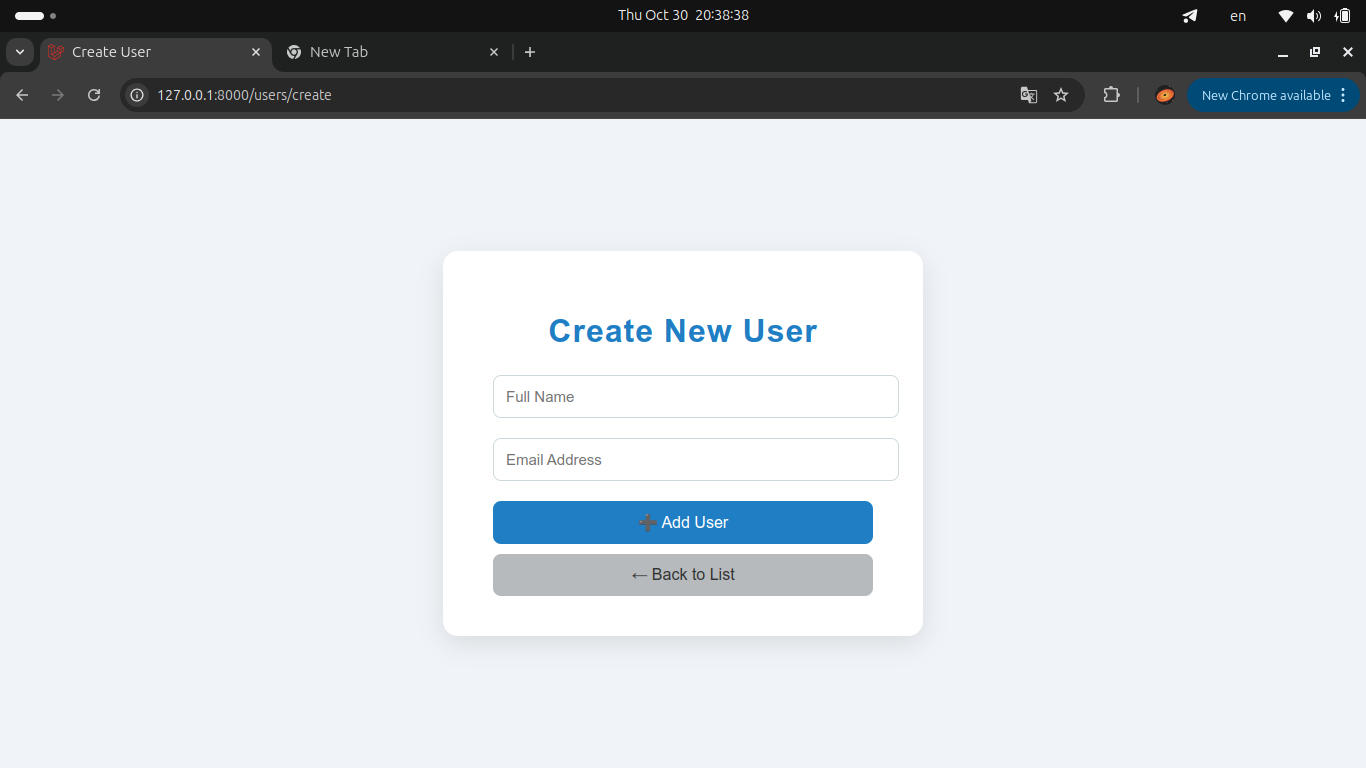 Thu Oct 30 20:38:38
en
Create User
New Tab
127.0.0.1:8000/users/create
New Chrome available
Create New User
Full Name
Email Address
➕ Add User
← Back to List